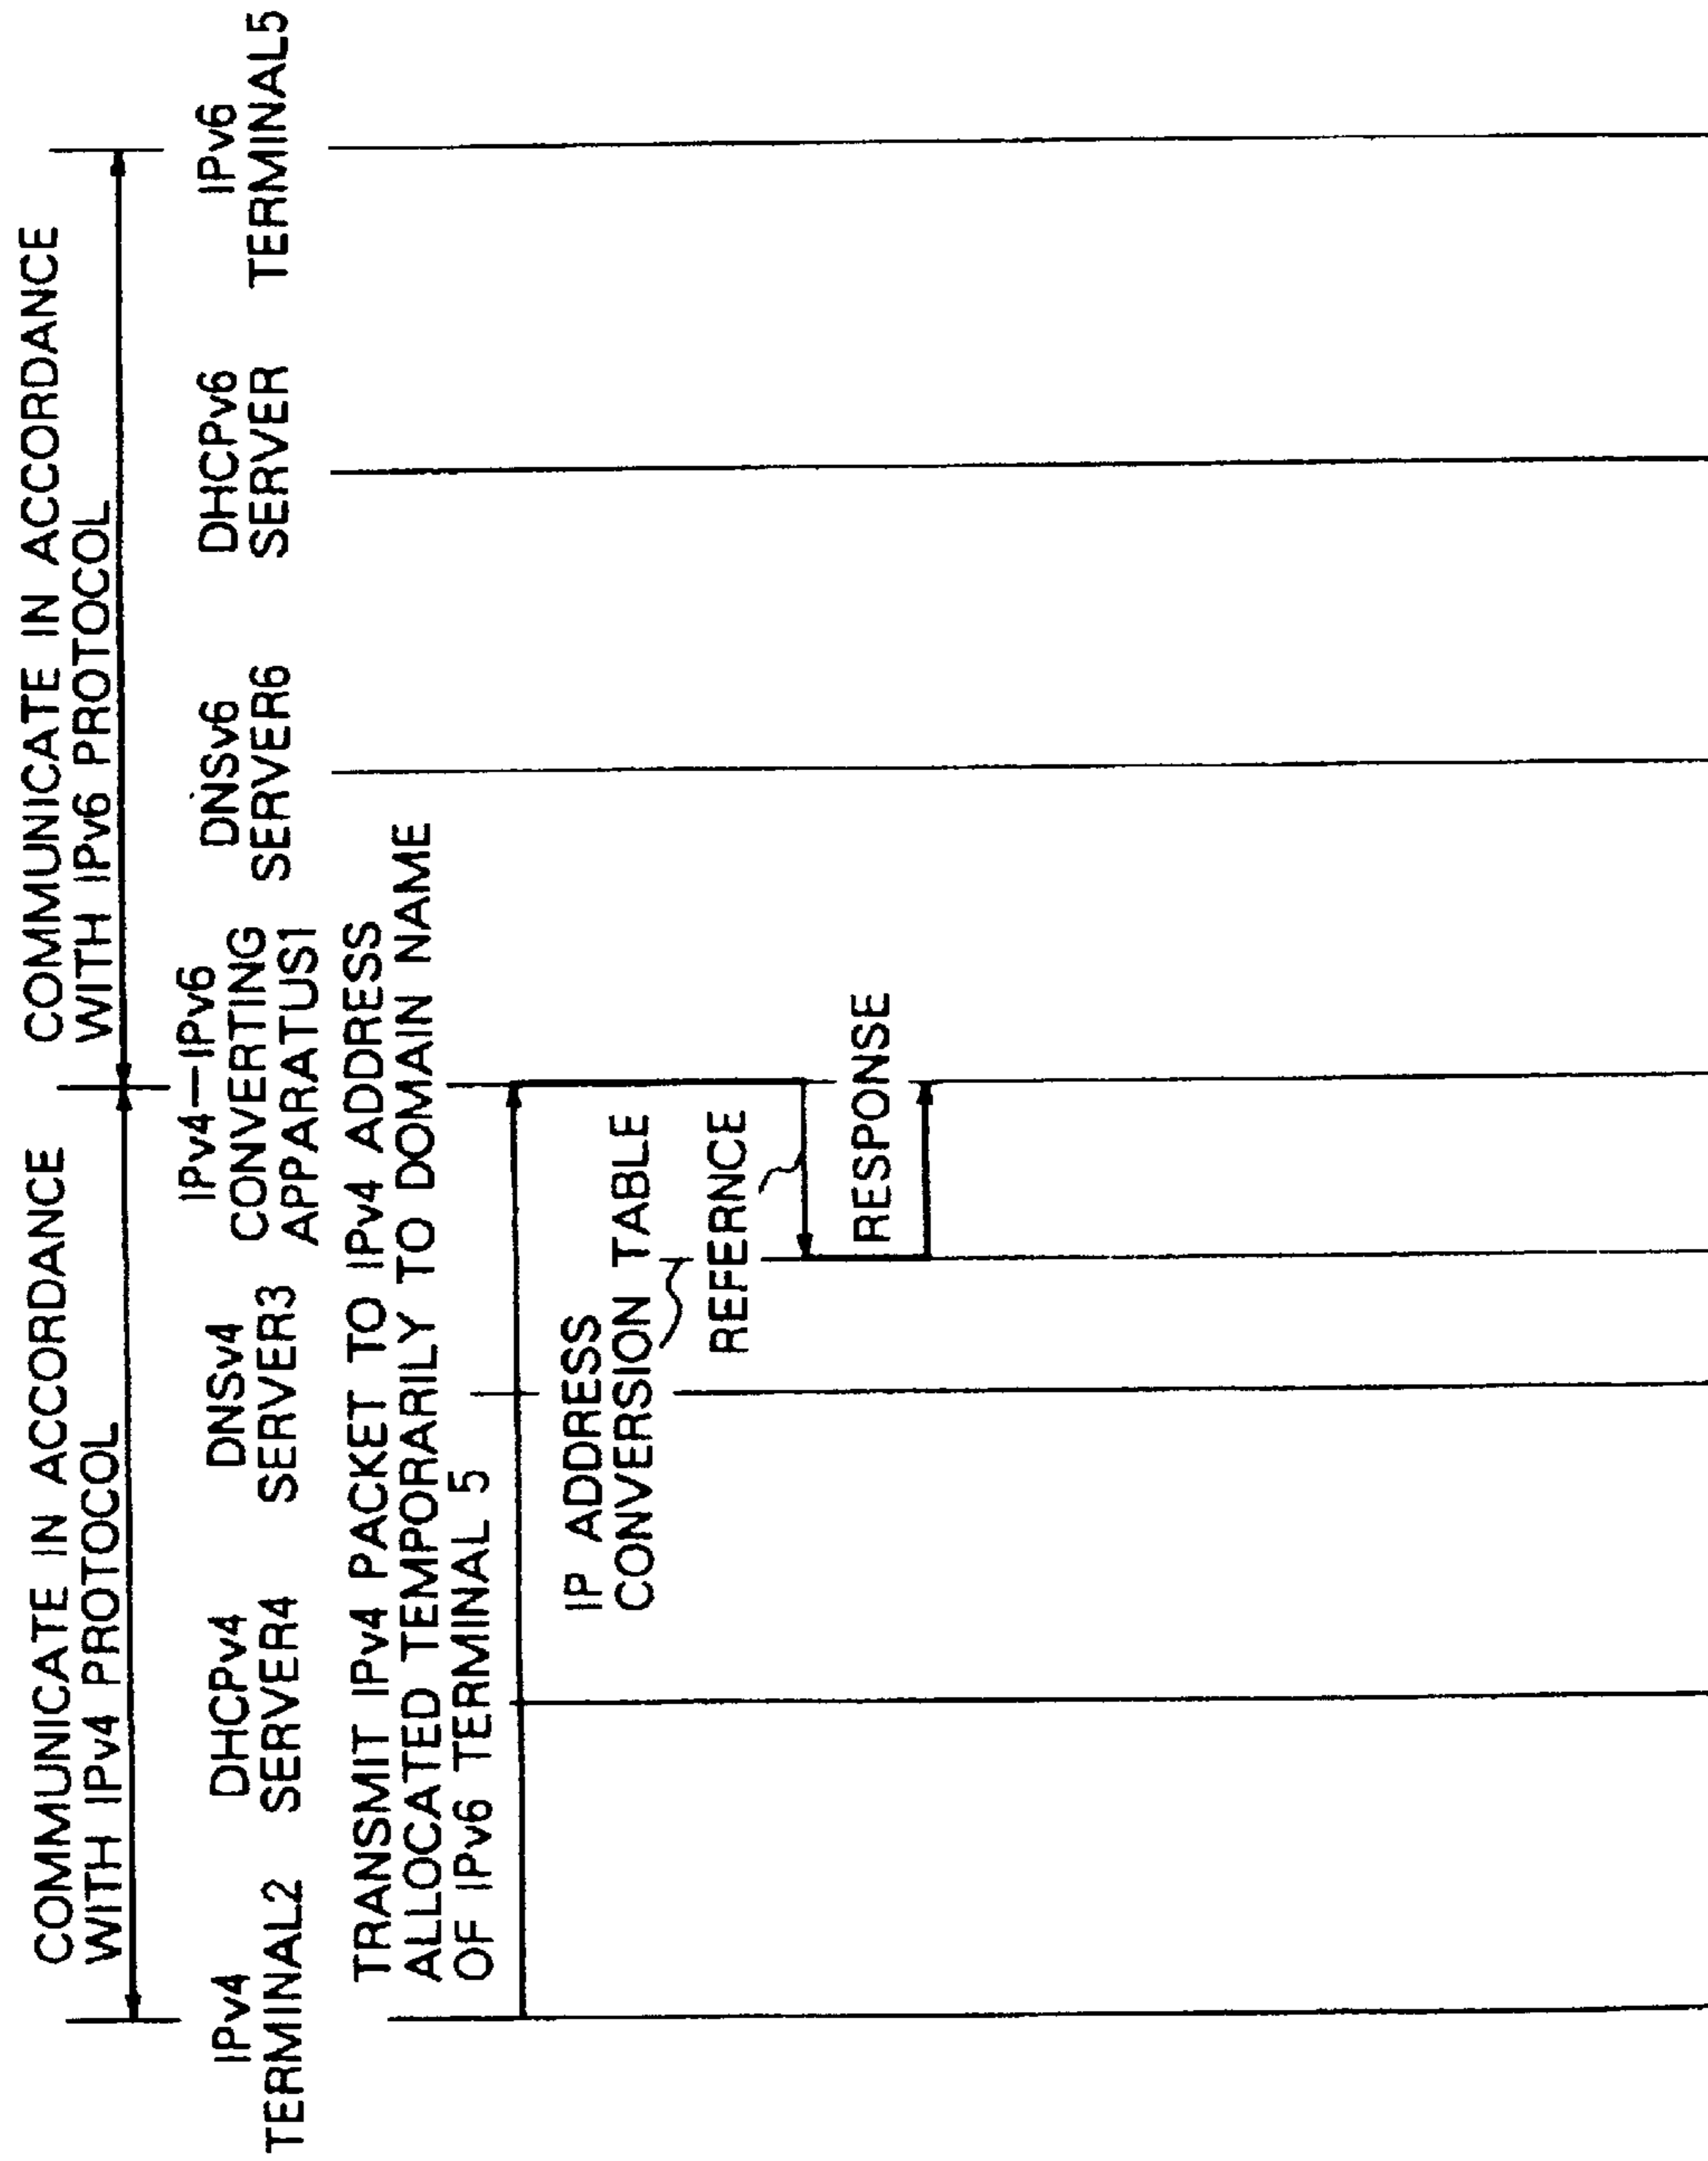 COMMUNICATE IN ACCORDANCE
WITH IPv4 PROTOCOL
COMMUNICATE IN ACCORDANCE
WITH IPv6 PROTOCOL
IPv4
TERMINAL2
DHCPv4
SERVER4
DNSv4
SERVER3
IPv4-IPv6
CONVERTING
APPARATUS1
DNSv6
SERVER6
DHCPv6
SERVER
IPv6
TERMINAL5
TRANSMIT IPv4 PACKET TO IPv4 ADDRESS
ALLOCATED TEMPORARILY TO DOMAIN NAME
OF IPv6 TERMINAL 5
IP ADDRESS
CONVERSION TABLE
REFERNCE
RESPONSE